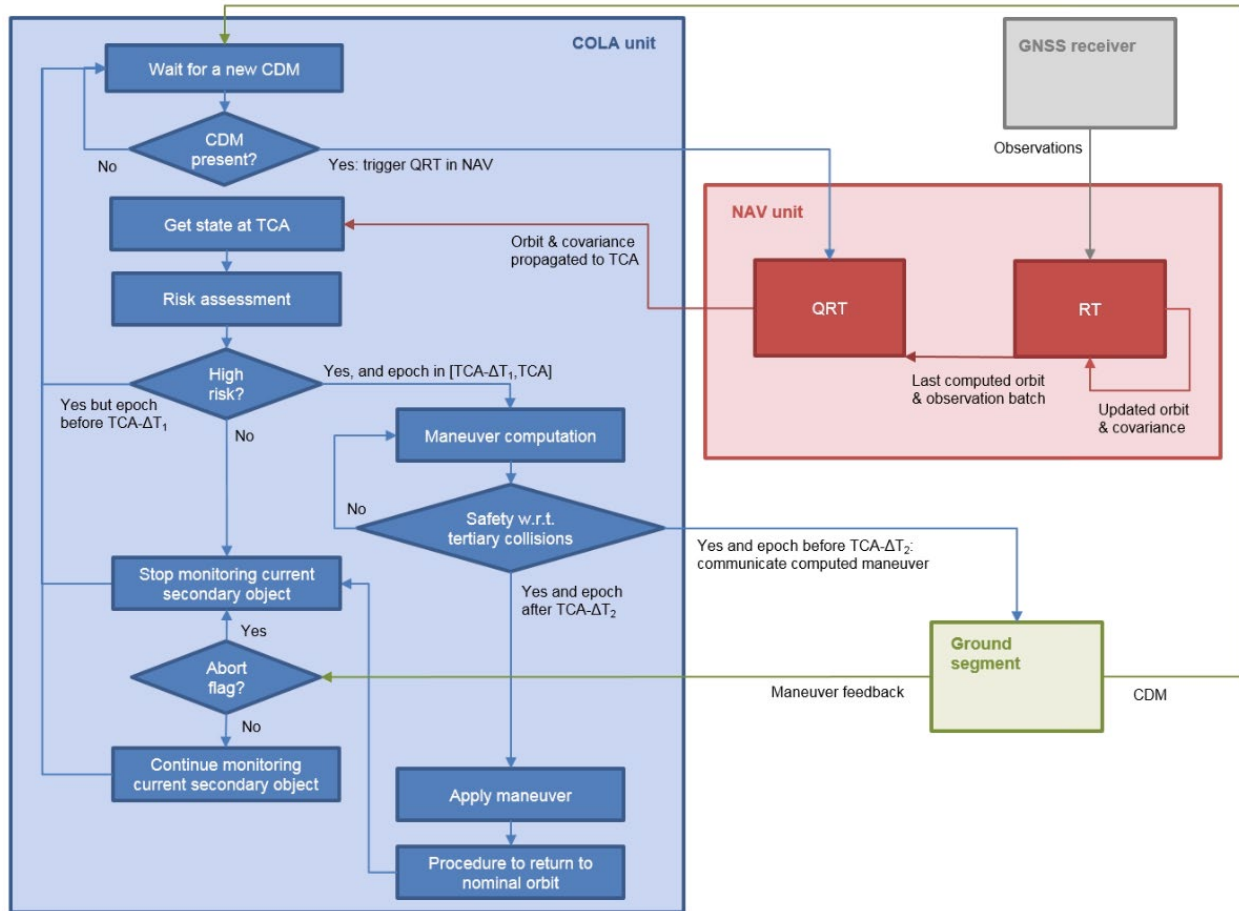 COLA unit
Wait for a new CDM
CDM
present?
No
Yes: trigger QRT in NAV
Get state at TCA
Risk assessment
High
risk?
Yes, and epoch in [TCA-ΔT₁,TCA]
Yes but epoch
before TCA-ΔT₁
No
Maneuver computation
No
Safety w.r.t.
tertiary collisions
Yes and epoch before TCA-ΔT₂:
communicate computed maneuver
Yes and epoch
after TCA-ΔT₂
Stop monitoring current
secondary object
Yes
Abort
flag?
No
Continue monitoring
current secondary object
Apply maneuver
Procedure to return to
nominal orbit
GNSS receiver
Observations
NAV unit
Orbit & covariance
propagated to TCA
QRT
RT
Last computed orbit
& observation batch
Updated orbit
& covariance
Ground
segment
Maneuver feedback
CDM